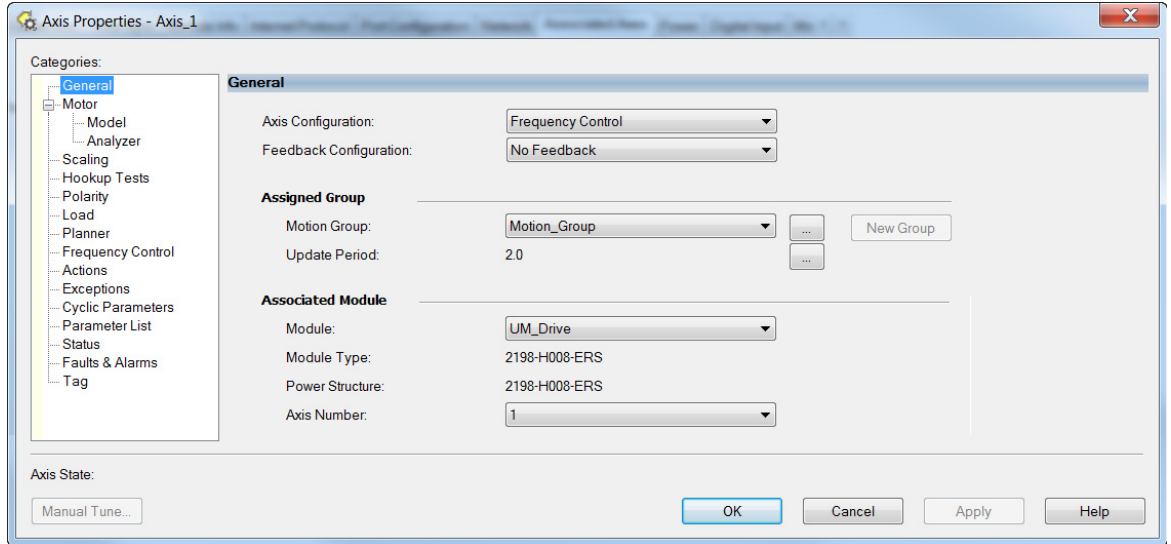 Axis Properties - Axis_1
Categories:
General
Motor
Model
Analyzer
Scaling
Hookup Tests
Polarity
Load
Planner
Frequency Control
Actions
Exceptions
Cyclic Parameters
Parameter List
Status
Faults & Alarms
Tag
General
Axis Configuration: Frequency Control
Feedback Configuration: No Feedback
Assigned Group
Motion Group: Motion_Group ... New Group
Update Period: 2.0 ...
Associated Module
Module: UM_Drive
Module Type: 2198-H008-ERS
Power Structure: 2198-H008-ERS
Axis Number: 1
Axis State:
Manual Tune... OK Cancel Apply Help